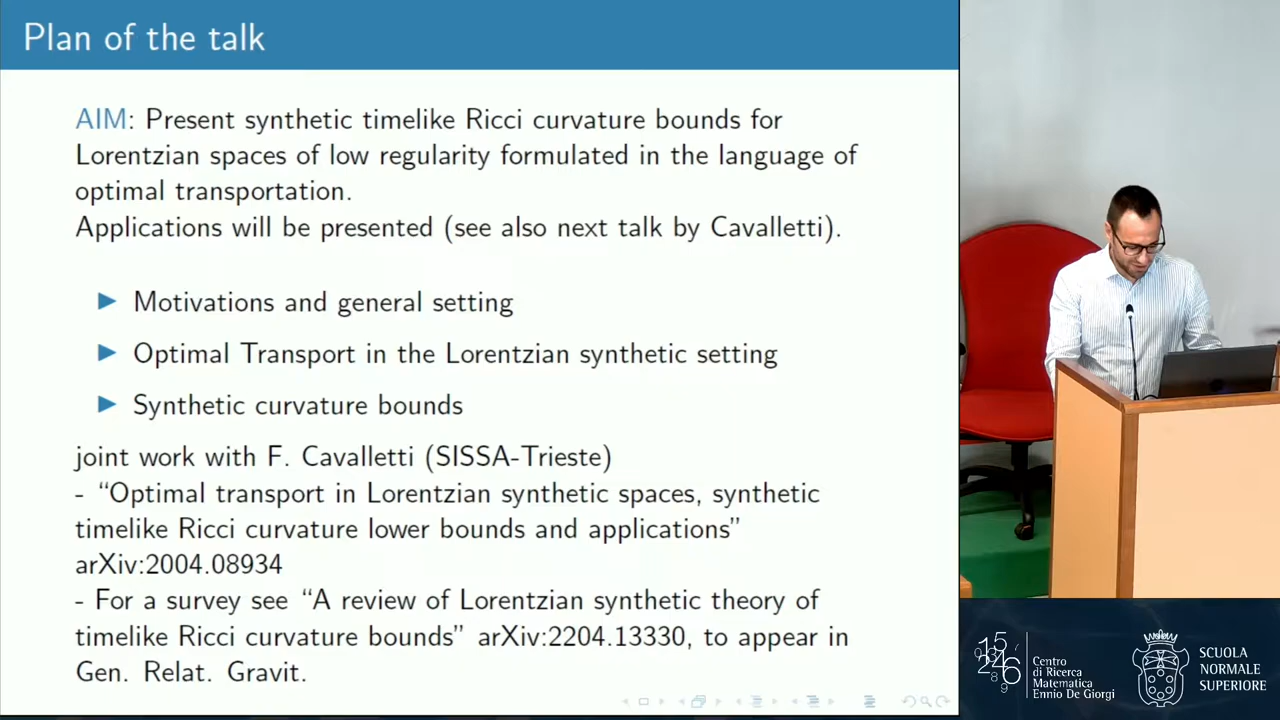 Plan of the talk
AIM: Present synthetic timelike Ricci curvature bounds for
Lorentzian spaces of low regularity formulated in the language of
optimal transportation.
Applications will be presented (see also next talk by Cavalletti).
Motivations and general setting
Optimal Transport in the Lorentzian synthetic setting
Synthetic curvature bounds
joint work with F. Cavalletti (SISSA-Trieste)
- “Optimal transport in Lorentzian synthetic spaces, synthetic
timelike Ricci curvature lower bounds and applications”
arXiv:2004.08934
- For a survey see “A review of Lorentzian synthetic theory of
timelike Ricci curvature bounds” arXiv:2204.13330, to appear in
Gen. Relat. Gravit.
Centro
di Ricerca
Matematica
Ennio De Giorgi
SCUOLA
NORMALE
SUPERIORE